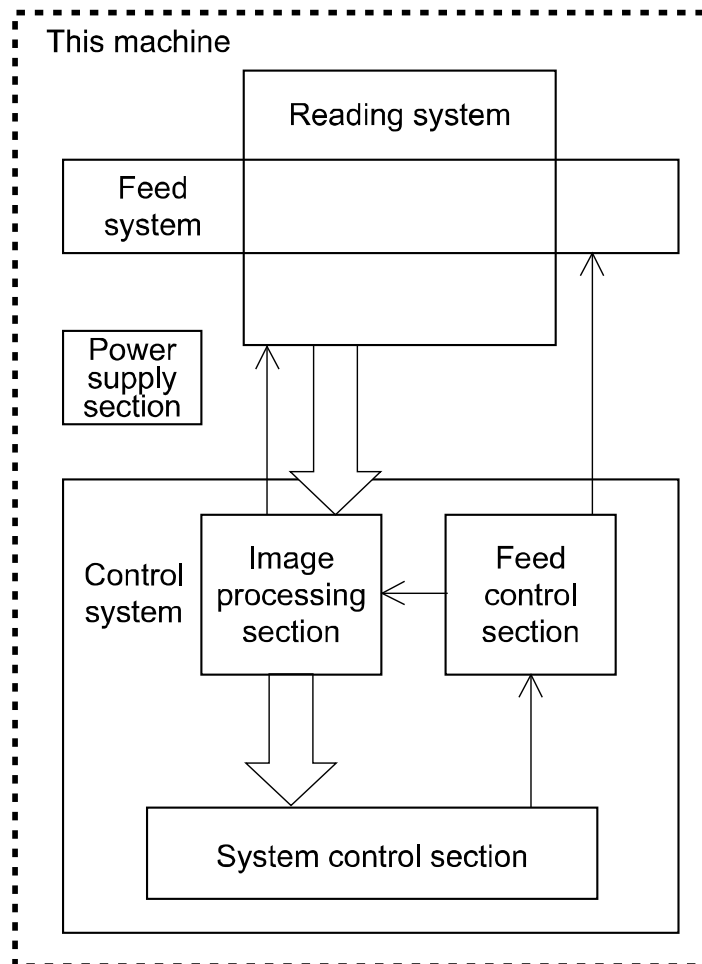 This machine
Reading system
Feed
system
Power
supply
section
Control
system
Image
processing
section
Feed
control
section
System control section